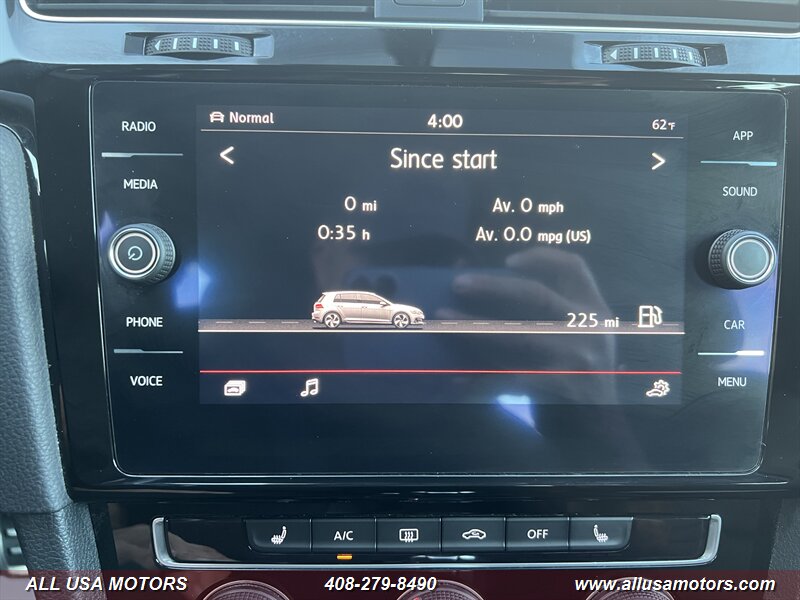 RADIO
MEDIA
PHONE
VOICE
Normal
4:00
62°F
<
Since start
>
0 mi
Av. 0 mph
0:35 h
Av. 0.0 mpg (US)
225 mi
APP
SOUND
CAR
MENU
A/C
OFF
ALL USA MOTORS
408-279-8490
www.allusamotors.com